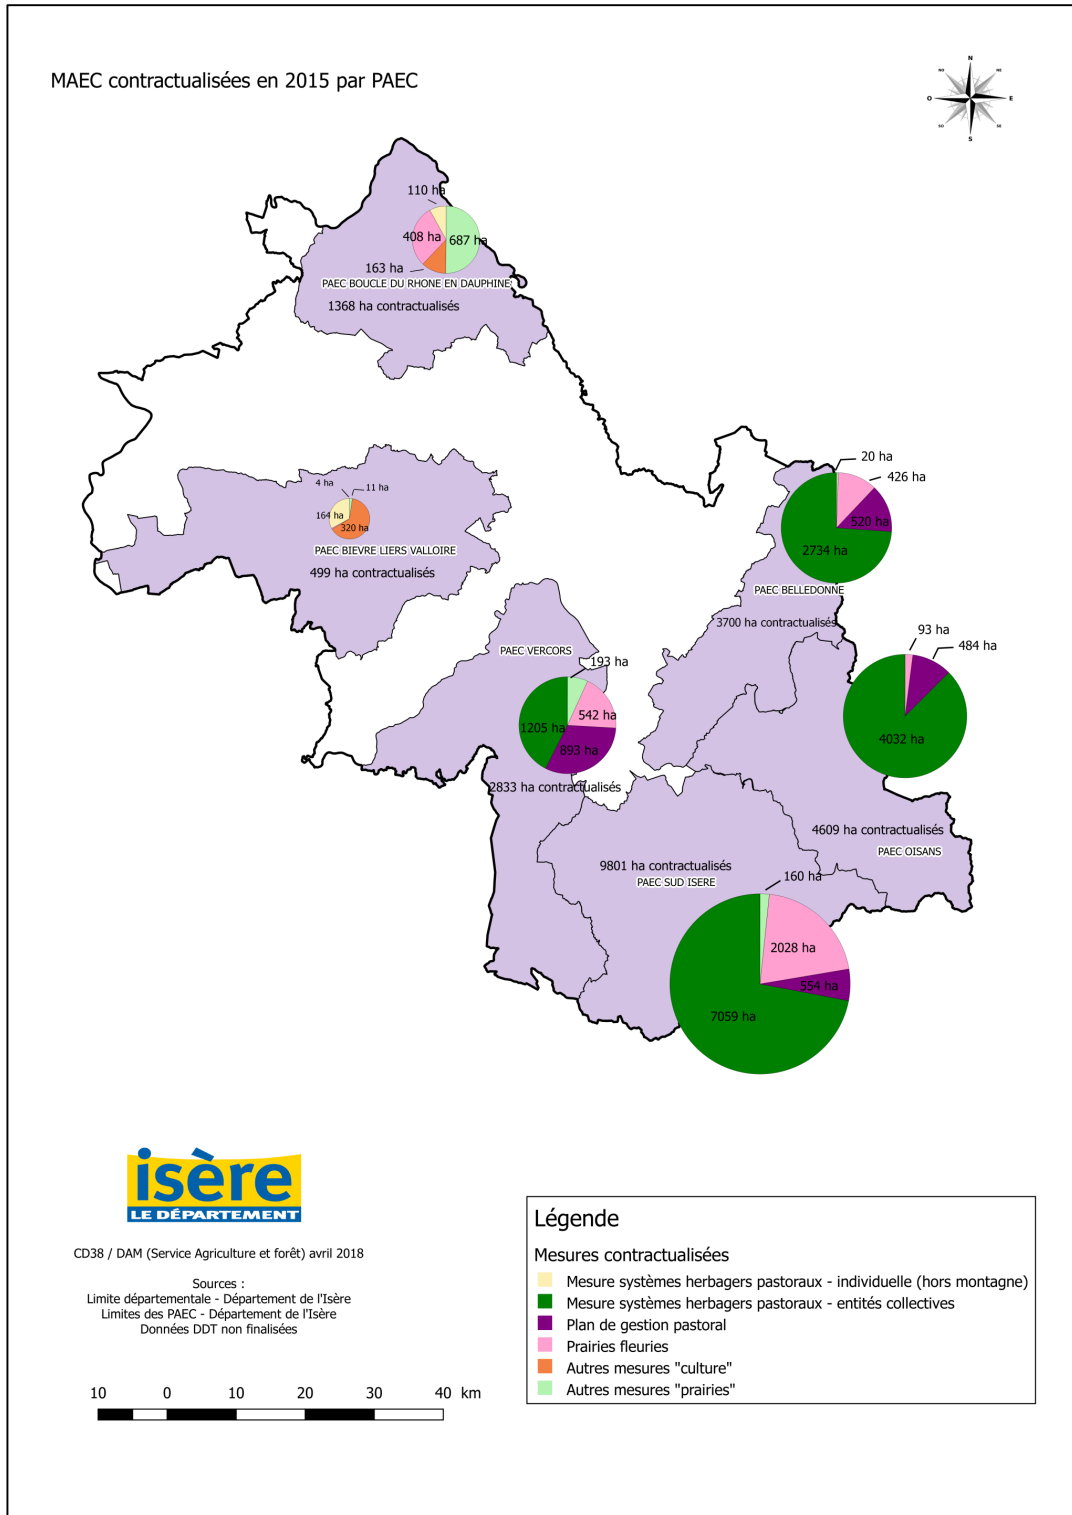 MAEC contractualisées en 2015 par PAEC
N
NO
NE
O
E
SO
SE
S
110 ha
408 ha
687 ha
163 ha
PAEC BOUCLE DU RHONE EN DAUPHINE
1368 ha contractualisés
4 ha
11 ha
164 ha
320 ha
PAEC BIEVRE LIERS VALLOIRE
499 ha contractualisés
20 ha
426 ha
520 ha
2734 ha
PAEC BELLEDONNE
3700 ha contractualisés
PAEC VERCORS
193 ha
542 ha
1205 ha
893 ha
2833 ha contractualisés
93 ha
484 ha
4032 ha
4609 ha contractualisés
PAEC OISANS
9801 ha contractualisés
PAEC SUD ISERE
160 ha
2028 ha
554 ha
7059 ha
isère
LE DÉPARTEMENT
CD38 / DAM (Service Agriculture et forêt) avril 2018
Sources :
Limite départementale - Département de l'Isère
Limites des PAEC - Département de l'Isère
Données DDT non finalisées
10 0 10 20 30 40 km
Légende
Mesures contractualisées
Mesure systèmes herbagers pastoraux - individuelle (hors montagne)
Mesure systèmes herbagers pastoraux - entités collectives
Plan de gestion pastoral
Prairies fleuries
Autres mesures "culture"
Autres mesures "prairies"